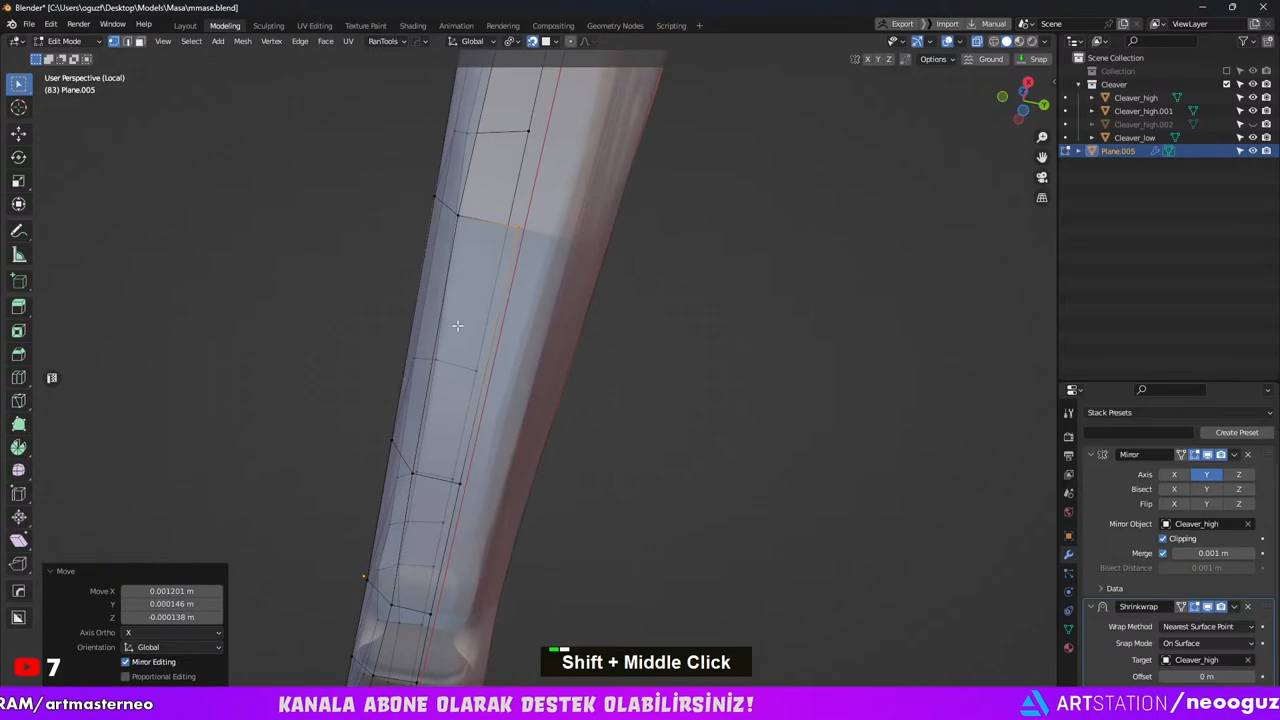 Blender* [C:\Users\oguzf\Desktop\Models\Masa\mmase.blend]
File Edit Render Window Help Layout Modeling Sculpting UV Editing Texture Paint Shading Animation Rendering Compositing Geometry Nodes Scripting + Export Import Manual Scene ViewLayer
Edit Mode View Select Add Mesh Vertex Edge Face UV RanTools Global
X Y Z Options Ground Snap
User Perspective (Local)
(83) Plane.005
Scene Collection
Collection
Cleaver
Cleaver_high
Cleaver_high.001
Cleaver_high.002
Cleaver_low
Plane.005
Stack Presets
Create Preset
Mirror
Axis X Y Z
Bisect X Y Z
Flip X Y Z
Mirror Object Cleaver_high
Clipping
Merge 0.001 m
Bisect Distance 0.001 m
Data
Shrinkwrap
Wrap Method Nearest Surface Point
Snap Mode On Surface
Target Cleaver_high
Offset 0 m
Move
Move X 0.001201 m
Y 0.000146 m
Z -0.000138 m
Axis Ortho X
Orientation Global
Mirror Editing
Proportional Editing
7
Shift + Middle Click
RAM/artmasterneo KANALA ABONE OLARAK DESTEK OLABİLİRSİNİZ! ARTSTATION/neooguz